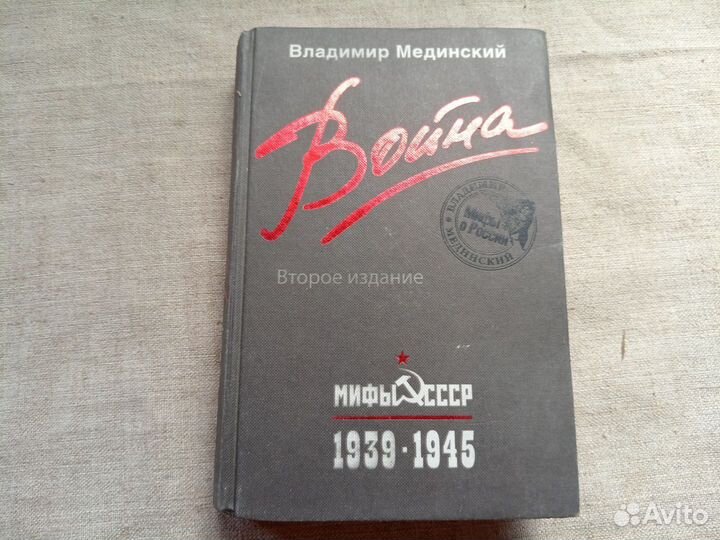 Владимир Мединский
Война
ВЛАДИМИР
Мифы
о России
МЕДИНСКИЙ
Второе издание
МИФЫ СССР
1939·1945
Avito